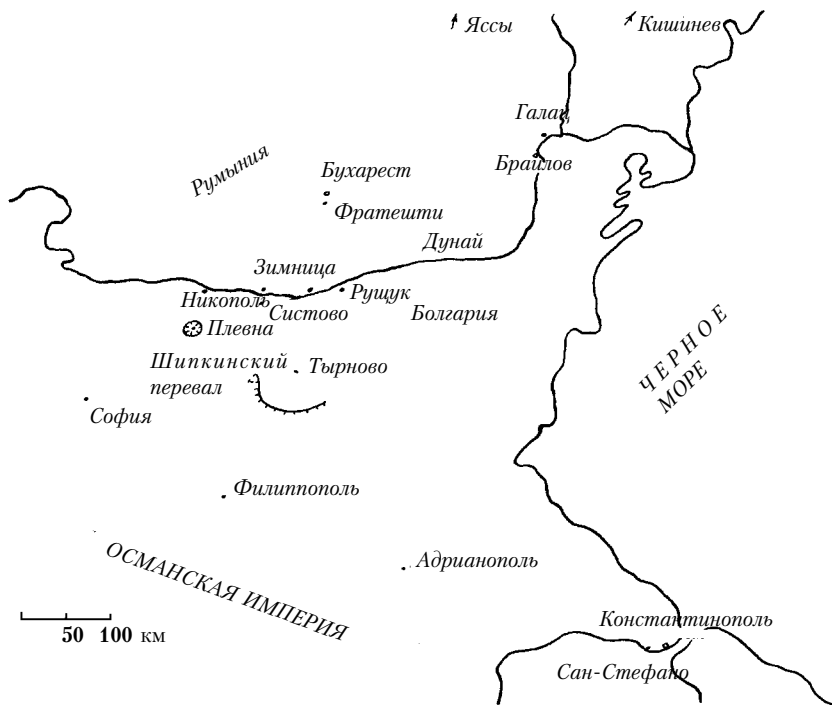 Яссы
Кишинев
Галац
Браилов
Румыния
Бухарест
Фратешти
Дунай
Зимница
Никополь
Систово
Рущук
Болгария
Плевна
Шипкинский
перевал
Тырново
София
ЧЕРНОЕ
МОРЕ
Филиппополь
Адрианополь
ОСМАНСКАЯ ИМПЕРИЯ
50 100 км
Константинополь
Сан-Стефано